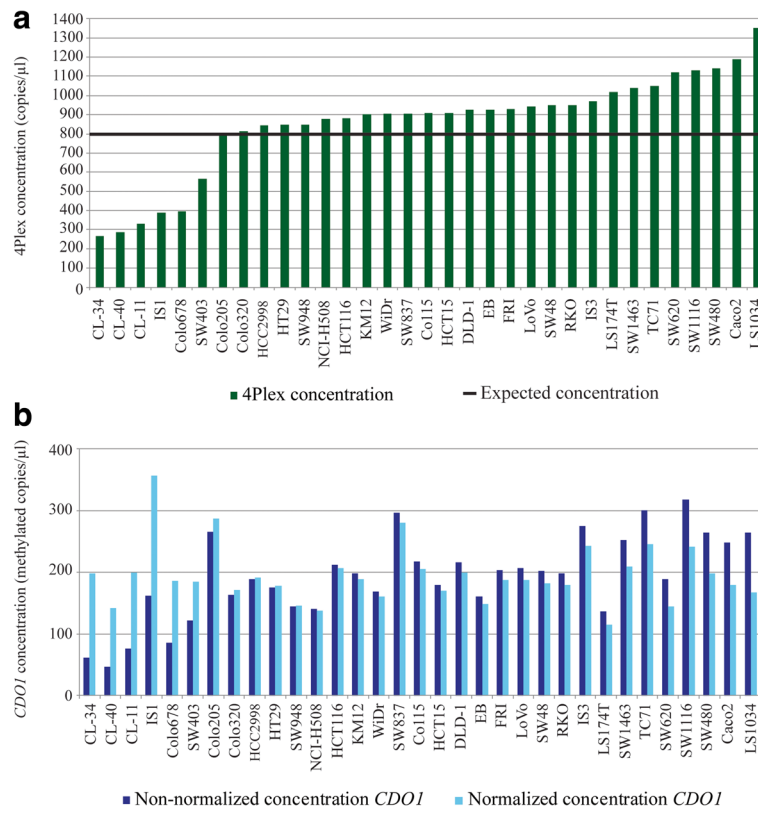 a
4Plex concentration (copies/µl)
1400
1300
1200
1100
1000
900
800
700
600
500
400
300
200
100
0
CL-34
CL-40
CL-11
IS1
Colo678
SW403
Colo205
Colo320
HCC2998
HT29
SW948
NCI-H508
HCT116
KM12
WiDr
SW837
Co115
HCT15
DLD-1
EB
FRI
LoVo
SW48
RKO
IS3
LS174T
SW1463
TC71
SW620
SW1116
SW480
Caco2
LS1034
4Plex concentration
Expected concentration
b
CDO1 concentration (methylated copies/µl)
400
300
200
100
0
CL-34
CL-40
CL-11
IS1
Colo678
SW403
Colo205
Colo320
HCC2998
HT29
SW948
NCI-H508
HCT116
KM12
WiDr
SW837
Co115
HCT15
DLD-1
EB
FRI
LoVo
SW48
RKO
IS3
LS174T
SW1463
TC71
SW620
SW1116
SW480
Caco2
LS1034
Non-normalized concentration CDO1
Normalized concentration CDO1